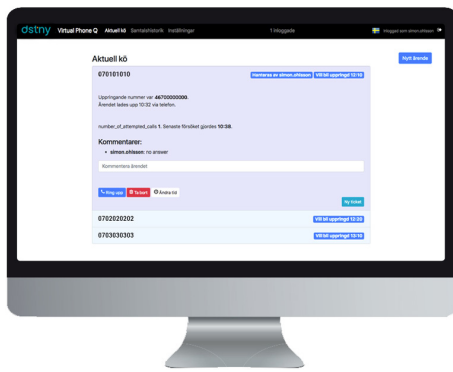 dstny Virtual Phone Q Aktuell kö Samtalshistorik Inställningar 1 inloggade Inloggad som simon.ohlsson
Aktuell kö Nytt ärende
070101010 Hanteras av simon.ohlsson Vill bli uppringd 13:10
Uppringande nummer var 46700000000.
Ärendet lades upp 10:32 via telefon.
number_of_attempted_calls 1. Senaste försöket gjordes 10:38.
Kommentarer:
• simon.ohlsson: no answer
Kommentera ärendet
Ring upp Ta bort Ändra tid
Ny ticket
0702020202 Vill bli uppringd 13:20
0703030303 Vill bli uppringd 13:10